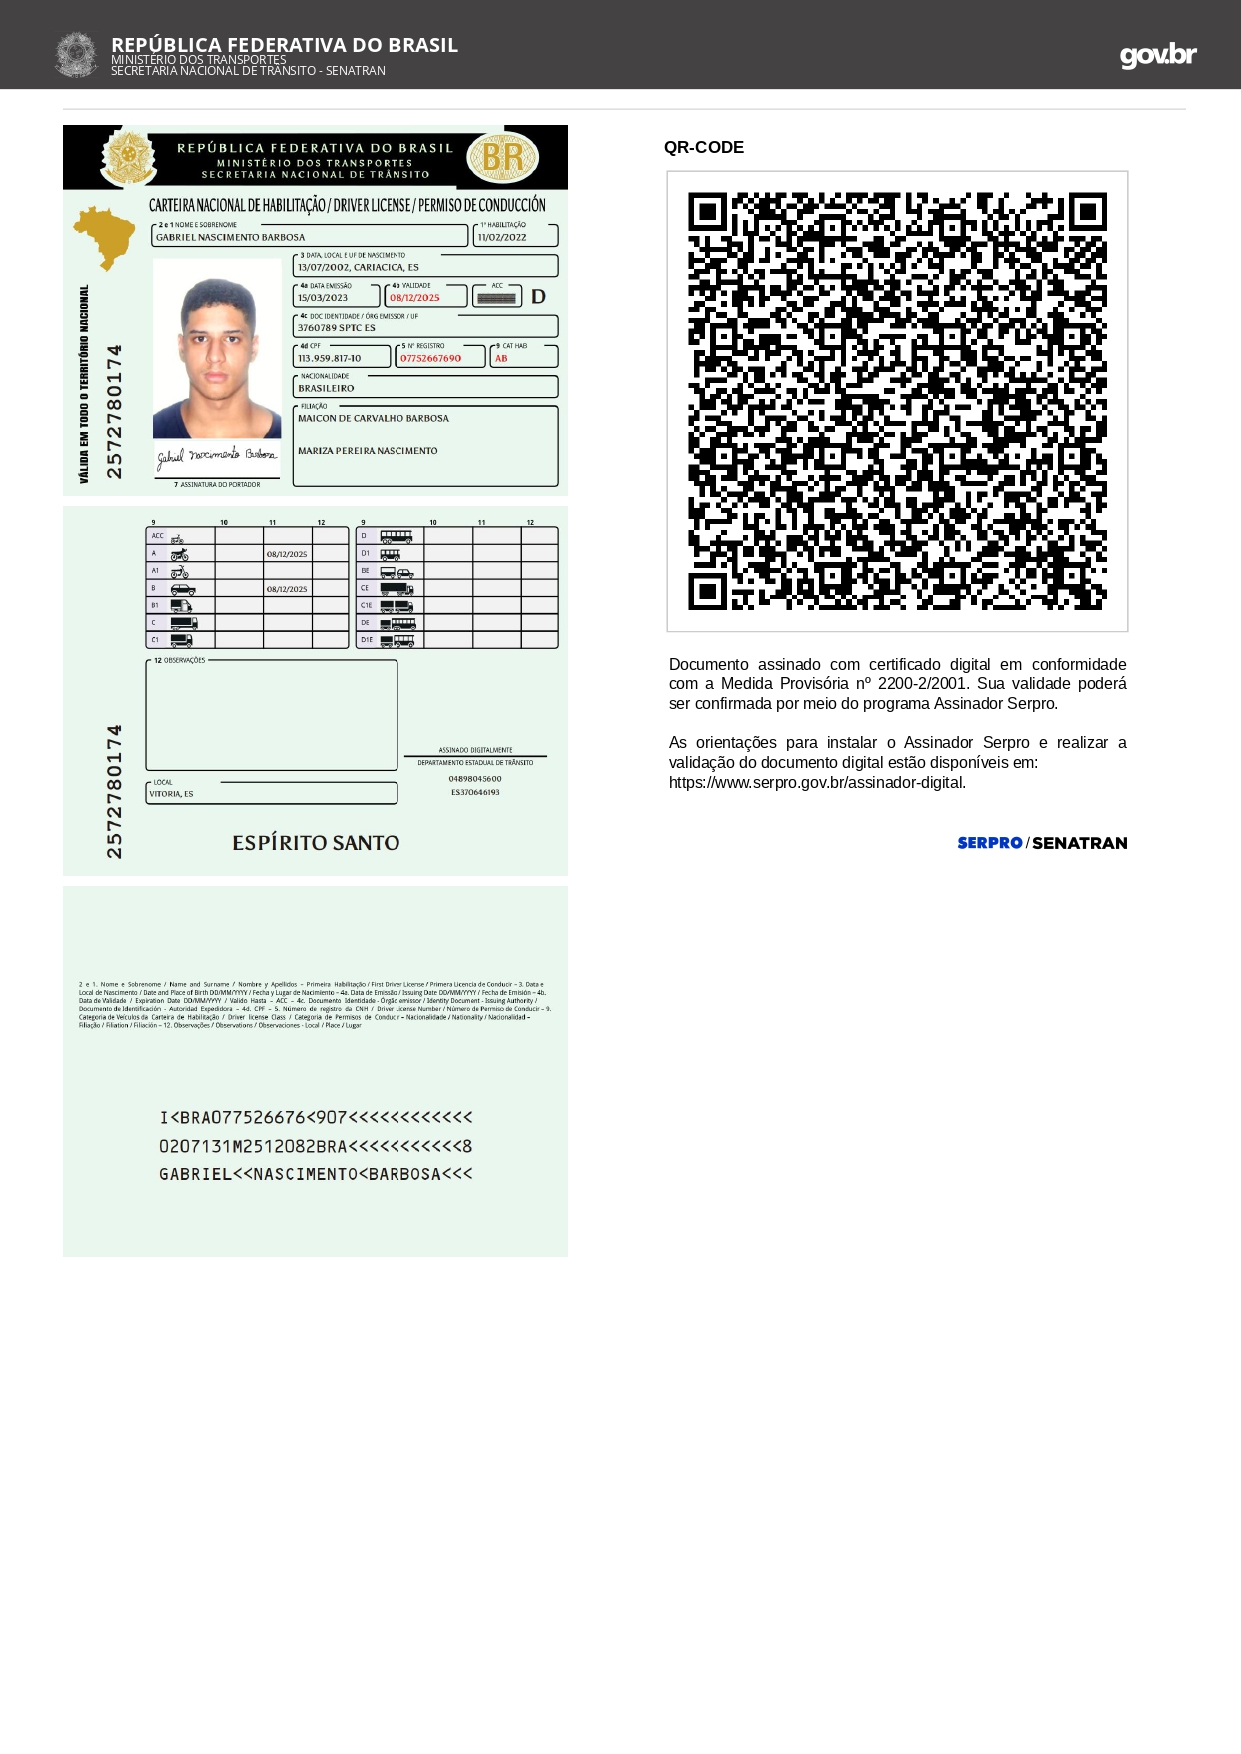 REPÚBLICA FEDERATIVA DO BRASIL
MINISTÉRIO DOS TRANSPORTES
SECRETARIA NACIONAL DE TRÂNSITO - SENATRAN
gov.br
REPÚBLICA FEDERATIVA DO BRASIL
MINISTÉRIO DOS TRANSPORTES
SECRETARIA NACIONAL DE TRÂNSITO
BR
CARTEIRA NACIONAL DE HABILITAÇÃO / DRIVER LICENSE / PERMISO DE CONDUCCIÓN
2 e 1 NOME E SOBRENOME
GABRIEL NASCIMENTO BARBOSA
1ª HABILITAÇÃO
11/02/2022
3 DATA, LOCAL E UF DE NASCIMENTO
13/07/2002, CARIACICA, ES
4a DATA EMISSÃO
15/03/2023
4b VALIDADE
08/12/2025
ACC
D
4c DOC IDENTIDADE / ÓRG EMISSOR / UF
3760789 SPTC ES
4d CPF
113.959.817-10
5 Nº REGISTRO
07752667690
9 CAT HAB
AB
NACIONALIDADE
BRASILEIRO
FILIAÇÃO
MAICON DE CARVALHO BARBOSA
MARIZA PEREIRA NASCIMENTO
VÁLIDA EM TODO O TERRITÓRIO NACIONAL
2572780174
Gabriel Nascimento Barbosa
7 ASSINATURA DO PORTADOR
9 10 11 12
ACC
A 08/12/2025
A1
B 08/12/2025
B1
C
C1
9 10 11 12
D
D1
BE
CE
C1E
DE
D1E
12 OBSERVAÇÕES
ASSINADO DIGITALMENTE
DEPARTAMENTO ESTADUAL DE TRÂNSITO
04898045600
ES370646193
LOCAL
VITORIA, ES
2572780174
ESPÍRITO SANTO
2 e 1. Nome e Sobrenome / Name and Surname / Nombre y Apellidos – Primeira Habilitação / First Driver License / Primera Licencia de Conducir – 3. Data e
Local de Nascimento / Date and Place of Birth DD/MM/YYYY / Fecha y Lugar de Nacimiento – 4a. Data de Emissão / Issuing Date DD/MM/YYYY / Fecha de Emisión – 4b.
Data de Validade / Expiration Date DD/MM/YYYY / Valido Hasta – ACC – 4c. Documento Identidade - Órgão emissor / Identity Document - Issuing Authority /
Documento de Identificación - Autoridad Expedidora – 4d. CPF – 5. Número de registro da CNH / Driver License Number / Número de Permiso de Conducir – 9.
Categoria de Veículos da Carteira de Habilitação / Driver license Class / Categoria de Permisos de Conducir – Nacionalidade / Nationality / Nacionalidad –
Filiação / Filiation / Filiación – 12. Observações / Observations / Observaciones - Local / Place / Lugar
I<BRA077526676<907<<<<<<<<<<<<
0207131M2512082BRA<<<<<<<<<<<8
GABRIEL<<NASCIMENTO<BARBOSA<<<
QR-CODE
Documento assinado com certificado digital em conformidade
com a Medida Provisória nº 2200-2/2001. Sua validade poderá
ser confirmada por meio do programa Assinador Serpro.
As orientações para instalar o Assinador Serpro e realizar a
validação do documento digital estão disponíveis em:
https://www.serpro.gov.br/assinador-digital.
SERPRO / SENATRAN